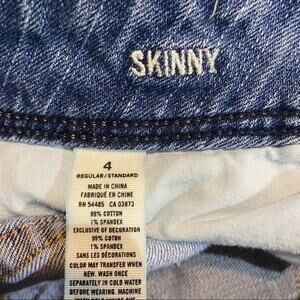 SKINNY
4
REGULAR/STANDARD
MADE IN CHINA
FABRIQUÉ EN CHINE
RN 54485 CA 03873
99% COTTON
1% SPANDEX
EXCLUSIVE OF DECORATION
99% COTON
1% SPANDEX
SANS LES DÉCORATIONS
COLOR MAY TRANSFER WHEN
NEW. WASH ONCE
SEPARATELY IN COLD WATER
BEFORE WEARING. MACHINE